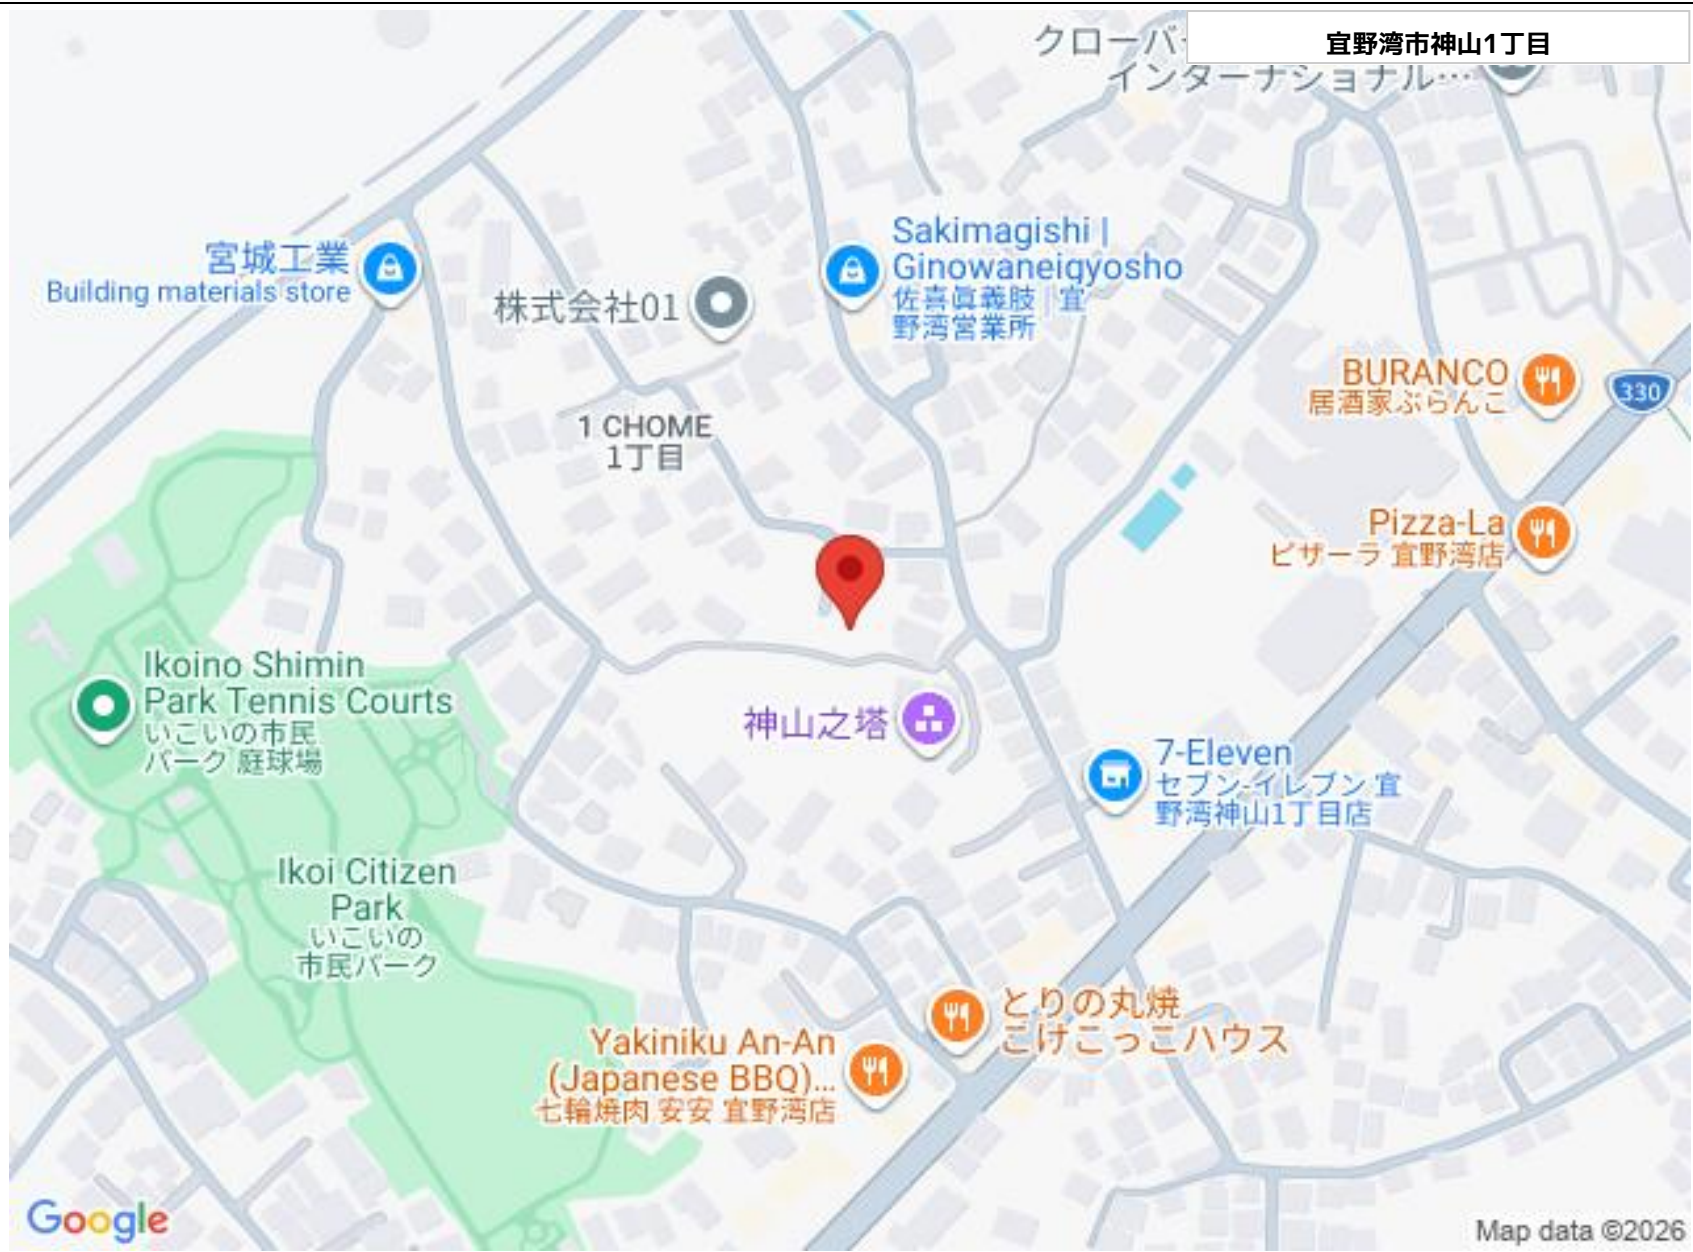 宜野湾市神山1丁目
クローバー
インターナショナル…
Sakimagishi |
Ginowaneigyosho
佐喜眞義肢 | 宜
野湾営業所
宮城工業
Building materials store
株式会社01
BURANCO
居酒家ぶらんこ
330
1 CHOME
1丁目
Pizza-La
ピザーラ 宜野湾店
Ikoino Shimin
Park Tennis Courts
いこいの市民
パーク 庭球場
神山之塔
7-Eleven
セブン-イレブン 宜
野湾神山1丁目店
Ikoi Citizen
Park
いこいの
市民パーク
とりの丸焼
こけこっこハウス
Yakiniku An-An
(Japanese BBQ)...
七輪焼肉 安安 宜野湾店
Google
Map data ©2026